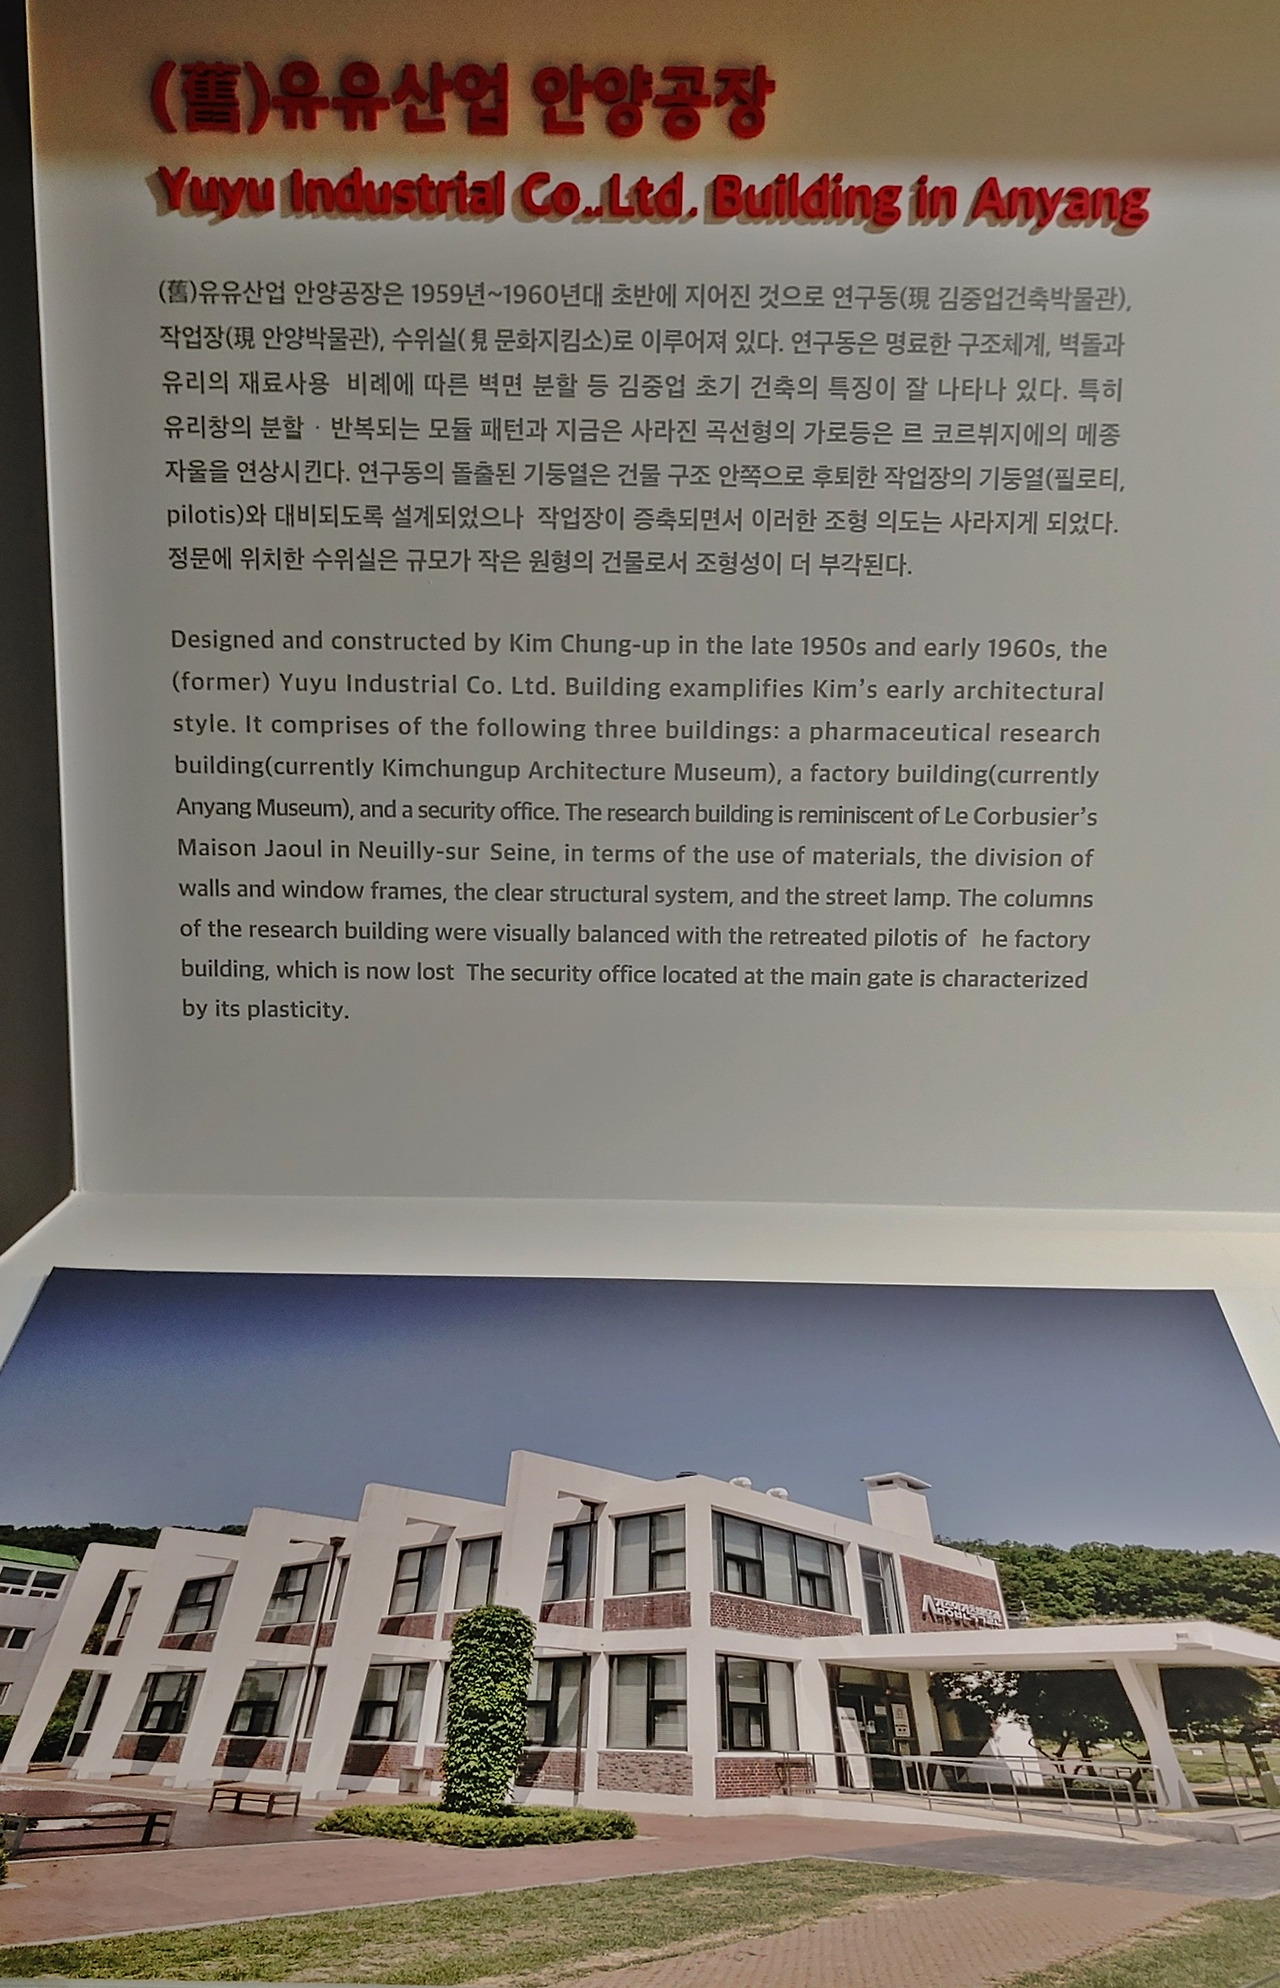 (舊)유유산업 안양공장
Yuyu Industrial Co..Ltd. Building in Anyang
(舊)유유산업 안양공장은 1959년~1960년대 초반에 지어진 것으로 연구동(現 김중업건축박물관),
작업장(現 안양박물관), 수위실(見 문화지킴소)로 이루어져 있다. 연구동은 명료한 구조체계, 벽돌과
유리의 재료사용 비례에 따른 벽면 분할 등 김중업 초기 건축의 특징이 잘 나타나 있다. 특히
유리창의 분할 · 반복되는 모듈 패턴과 지금은 사라진 곡선형의 가로등은 르 코르뷔지에의 메종
자울을 연상시킨다. 연구동의 돌출된 기둥열은 건물 구조 안쪽으로 후퇴한 작업장의 기둥열(필로티,
pilotis)와 대비되도록 설계되었으나 작업장이 증축되면서 이러한 조형 의도는 사라지게 되었다.
정문에 위치한 수위실은 규모가 작은 원형의 건물로서 조형성이 더 부각된다.
Designed and constructed by Kim Chung-up in the late 1950s and early 1960s, the
(former) Yuyu Industrial Co. Ltd. Building examplifies Kim's early architectural
style. It comprises of the following three buildings: a pharmaceutical research
building(currently Kimchungup Architecture Museum), a factory building(currently
Anyang Museum), and a security office. The research building is reminiscent of Le Corbusier's
Maison Jaoul in Neuilly-sur Seine, in terms of the use of materials, the division of
walls and window frames, the clear structural system, and the street lamp. The columns
of the research building were visually balanced with the retreated pilotis of he factory
building, which is now lost The security office located at the main gate is characterized
by its plasticity.